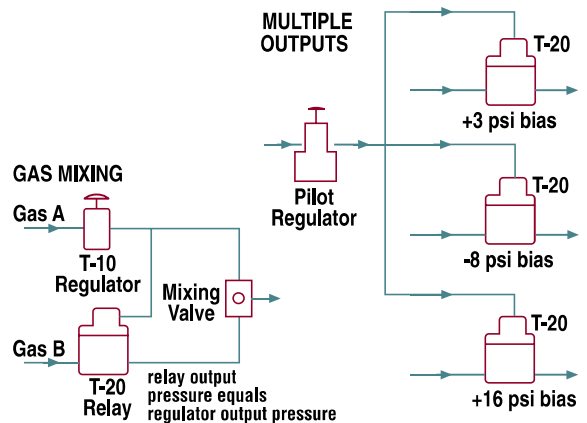 MULTIPLE
OUTPUTS
T-20
+3 psi bias
Pilot
Regulator
T-20
-8 psi bias
T-20
+16 psi bias
GAS MIXING
Gas A
T-10
Regulator
Mixing
Valve
Gas B
T-20
Relay
relay output
pressure equals
regulator output pressure